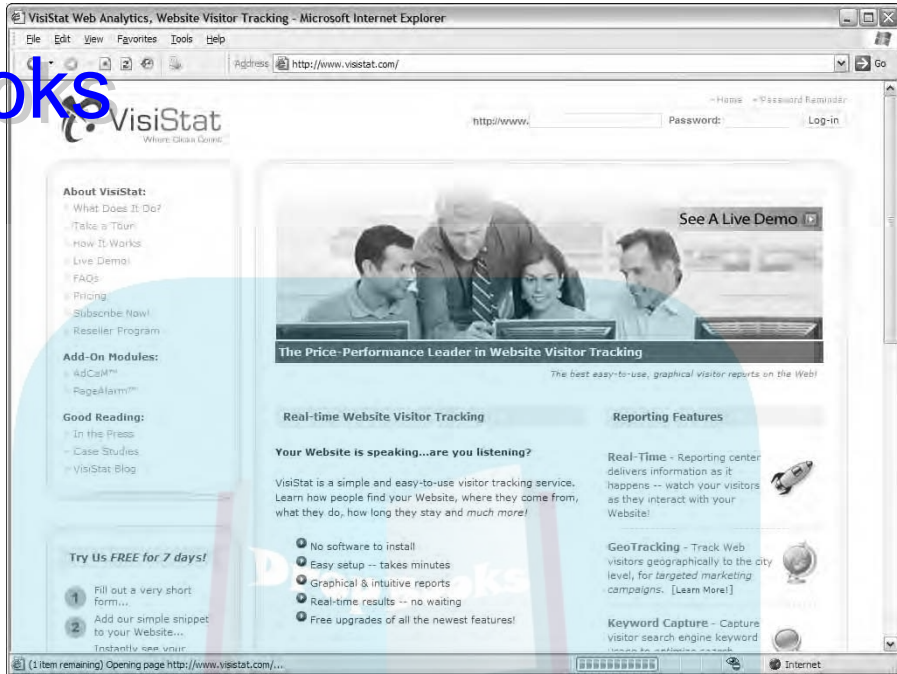 VisiStat Web Analytics, Website Visitor Tracking - Microsoft Internet Explorer
File Edit View Favorites Tools Help
Address http://www.visistat.com/ Go
oks
VisiStat
Where Clicks Count
Home Password Reminder
http://www. Password: Log-in
About VisiStat:
What Does It Do?
Take a Tour
How It Works
Live Demo!
FAQs
Pricing
Subscribe Now!
Reseller Program
Add-On Modules:
AdCaM™
PageAlarm™
Good Reading:
In the Press
Case Studies
VisiStat Blog
Try Us FREE for 7 days!
1 Fill out a very short
form...
2 Add our simple snippet
to your Website...
Instantly see your
See A Live Demo
The Price-Performance Leader in Website Visitor Tracking
The best easy-to-use, graphical visitor reports on the Web!
Real-time Website Visitor Tracking
Your Website is speaking...are you listening?
VisiStat is a simple and easy-to-use visitor tracking service.
Learn how people find your Website, where they come from,
what they do, how long they stay and much more!
No software to install
Easy setup -- takes minutes
Graphical & intuitive reports
Real-time results -- no waiting
Free upgrades of all the newest features!
Reporting Features
Real-Time - Reporting center
delivers information as it
happens -- watch your visitors
as they interact with your
Website!
GeoTracking - Track Web
visitors geographically to the city
level, for targeted marketing
campaigns. [Learn More!]
Keyword Capture - Capture
visitor search engine keyword
usage to optimize search
(1 item remaining) Opening page http://www.visistat.com/... Internet